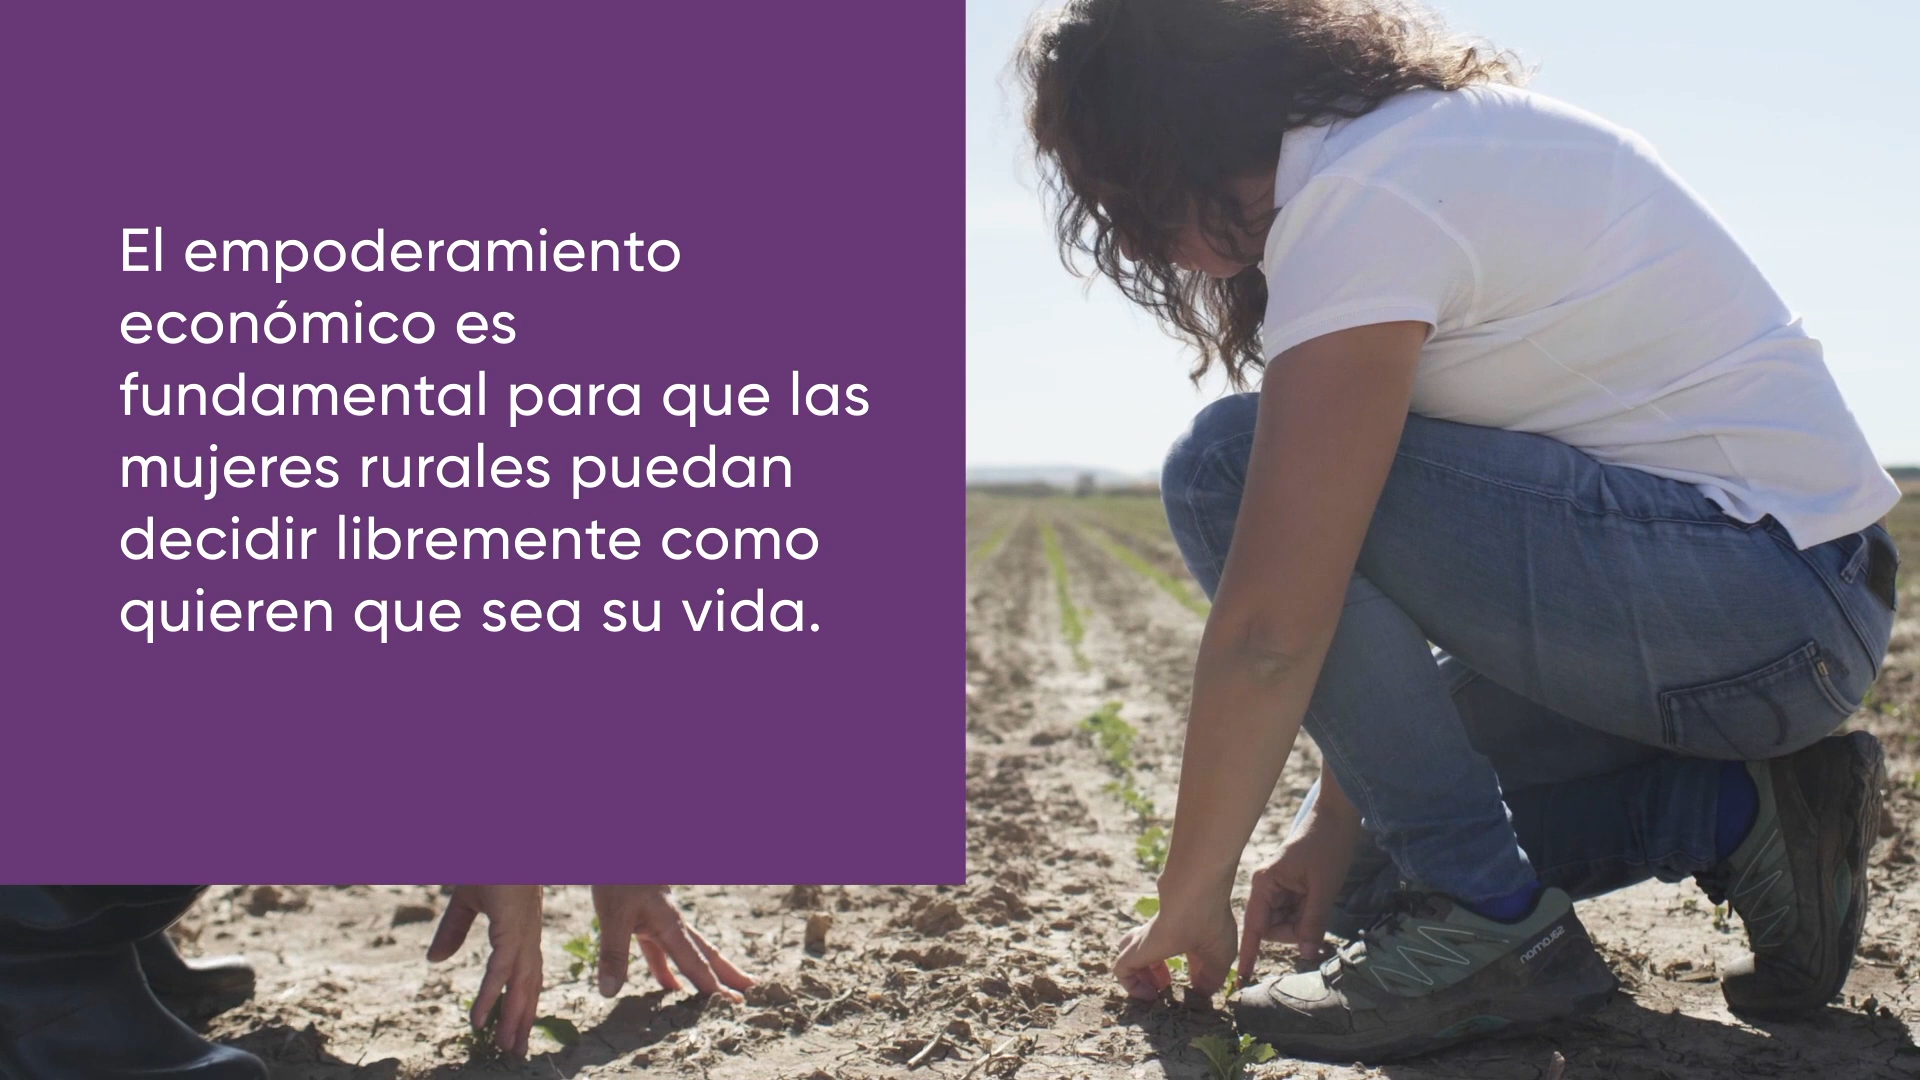 El empoderamiento
económico es
fundamental para que las
mujeres rurales puedan
decidir libremente como
quieren que sea su vida.
salomon